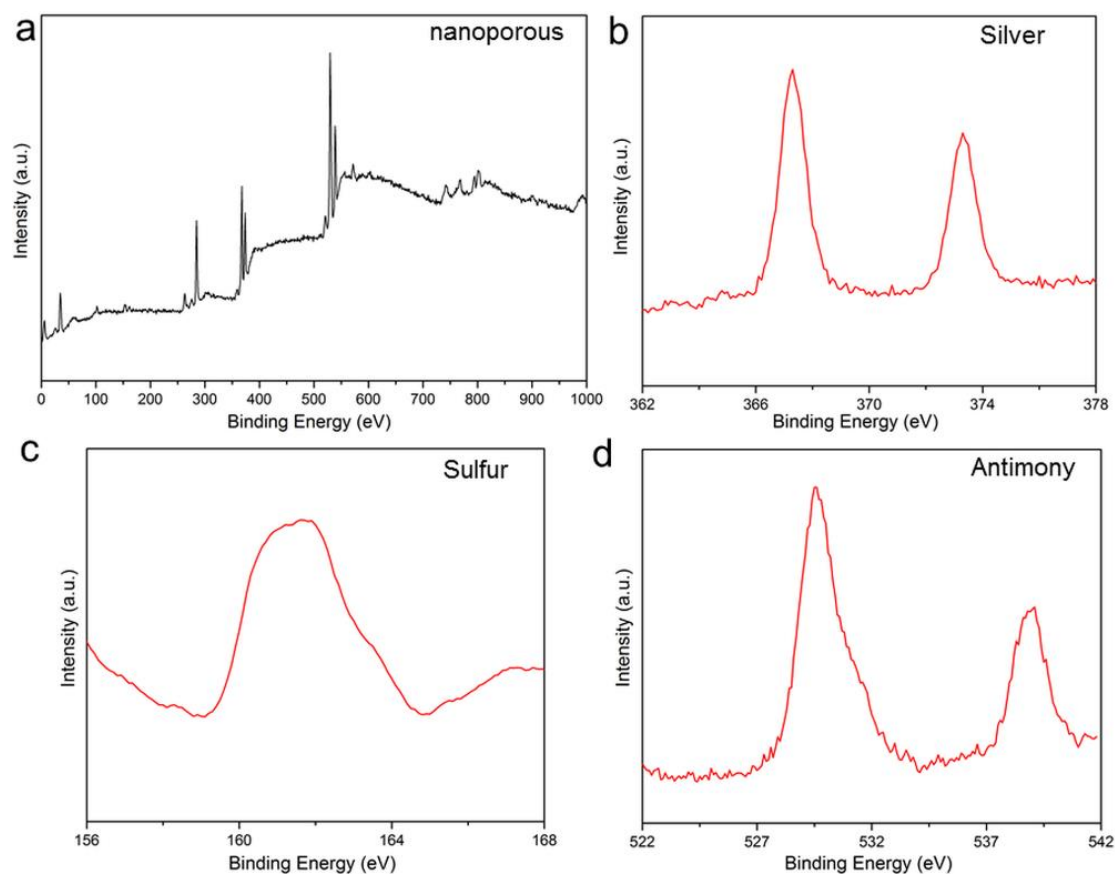 a
nanoporous
Intensity (a.u.)
0 100 200 300 400 500 600 700 800 900 1000
Binding Energy (eV)
b
Silver
Intensity (a.u.)
362 366 370 374 378
Binding Energy (eV)
c
Sulfur
Intensity (a.u.)
156 160 164 168
Binding Energy (eV)
d
Antimony
Intensity (a.u.)
522 527 532 537 542
Binding Energy (eV)